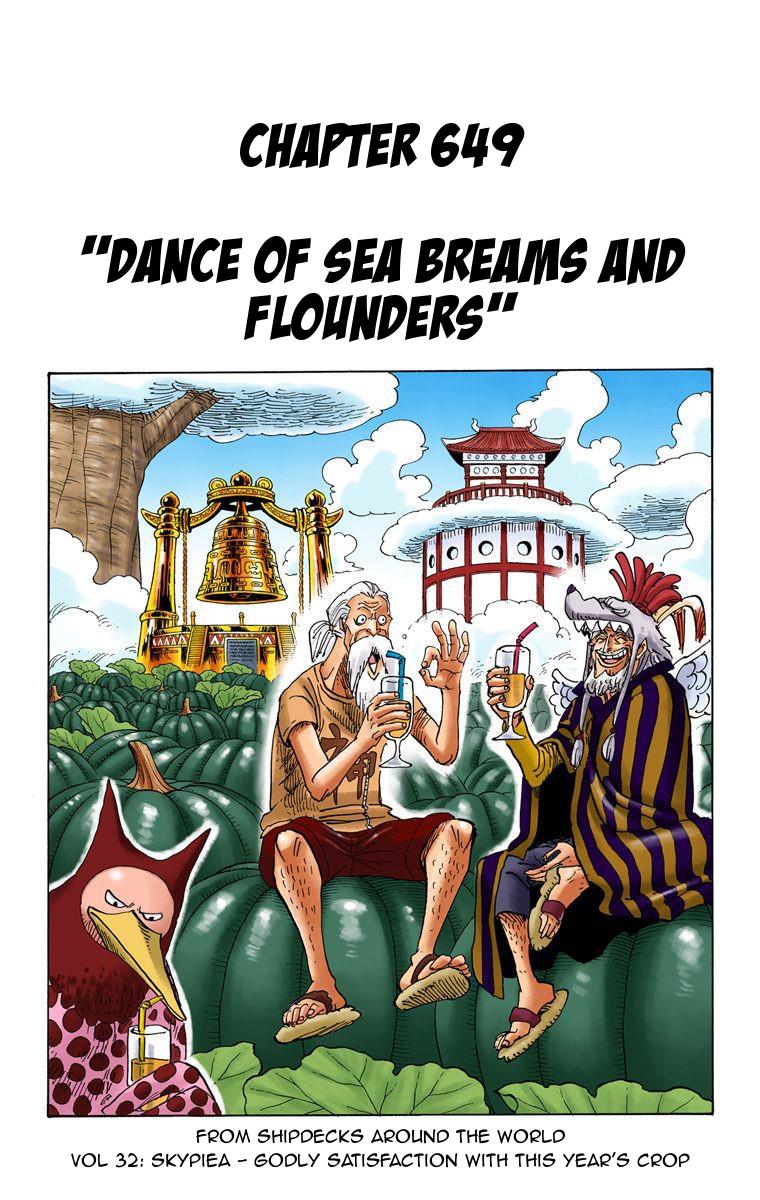 CHAPTER 649
"DANCE OF SEA BREAMS AND
FLOUNDERS"
FROM SHIPDECKS AROUND THE WORLD
VOL 32: SKYPIEA - GODLY SATISFACTION WITH THIS YEAR'S CROP